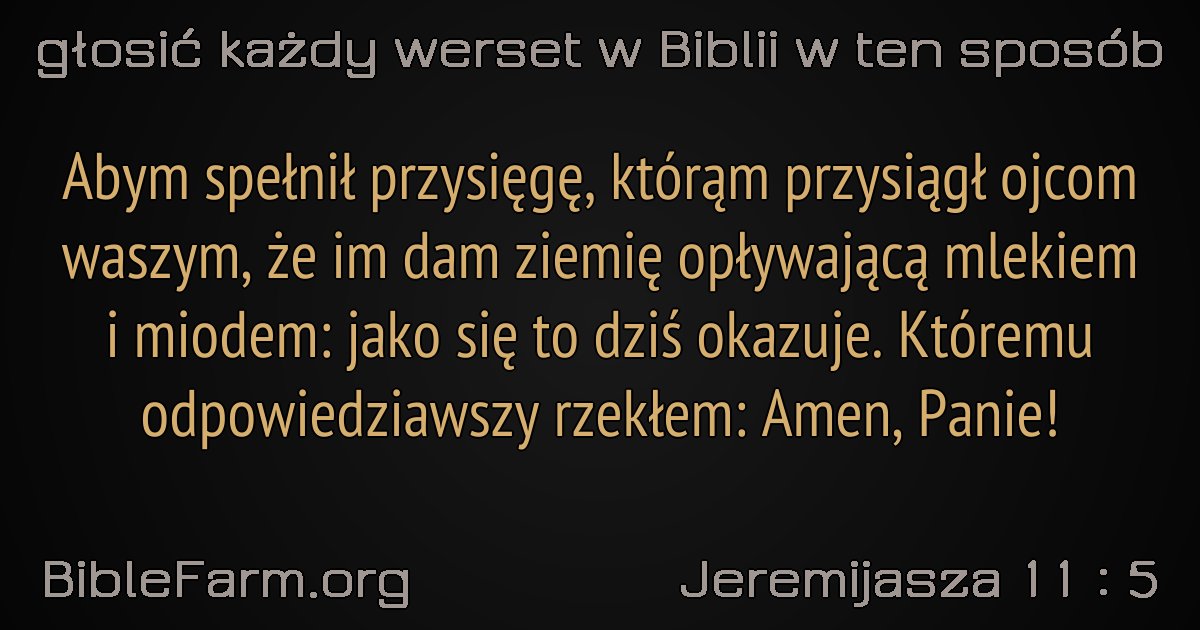 głosić każdy werset w Biblii w ten sposób
Abym spełnił przysięgę, którąm przysiągł ojcom
waszym, że im dam ziemię opływającą mlekiem
i miodem: jako się to dziś okazuje. Któremu
odpowiedziawszy rzekłem: Amen, Panie!
BibleFarm.org
Jeremijasza 11 : 5